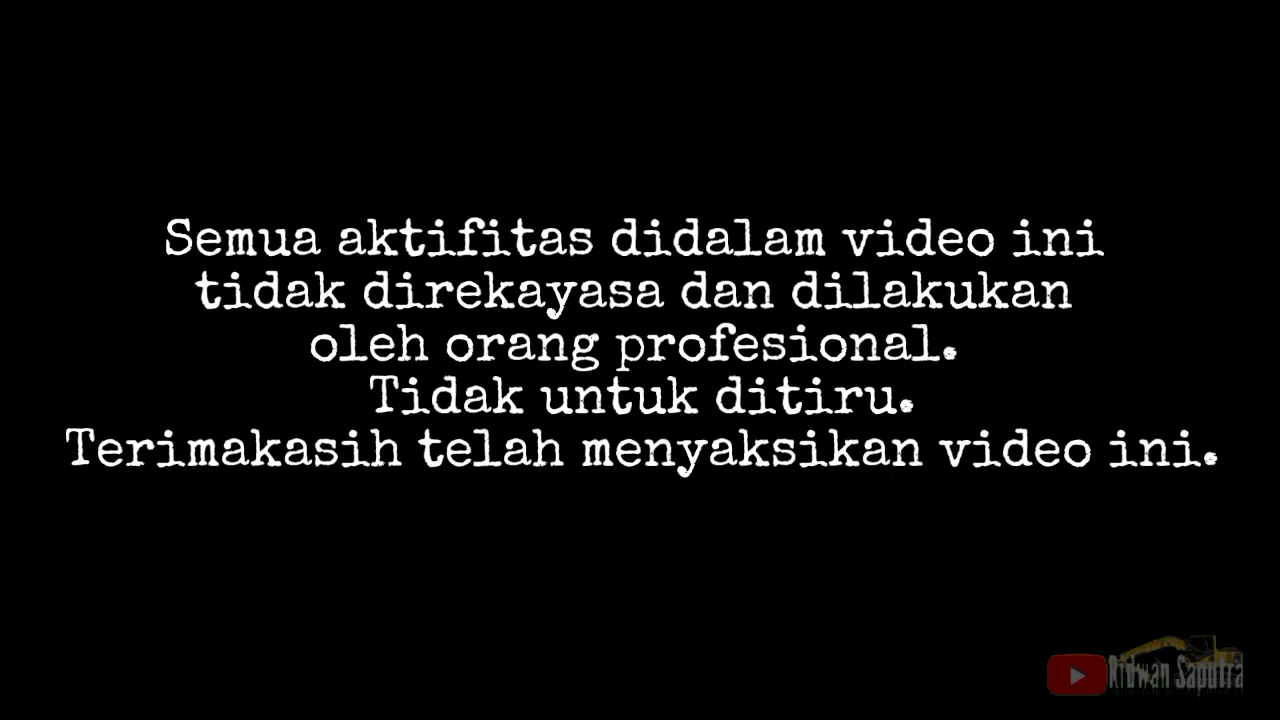 Semua aktifitas didalam video ini
tidak direkayasa dan dilakukan
oleh orang profesional.
Tidak untuk ditiru.
Terimakasih telah menyaksikan video ini.
Ridwan Saputra